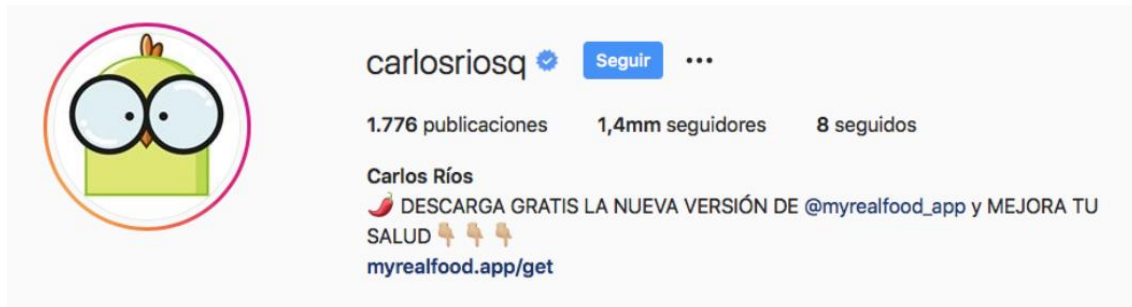 carlosriosq Seguir ...
1.776 publicaciones 1,4mm seguidores 8 seguidos
Carlos Ríos
🌶️ DESCARGA GRATIS LA NUEVA VERSIÓN DE @myrealfood_app y MEJORA TU
SALUD👇🏼👇🏼👇🏼
myrealfood.app/get